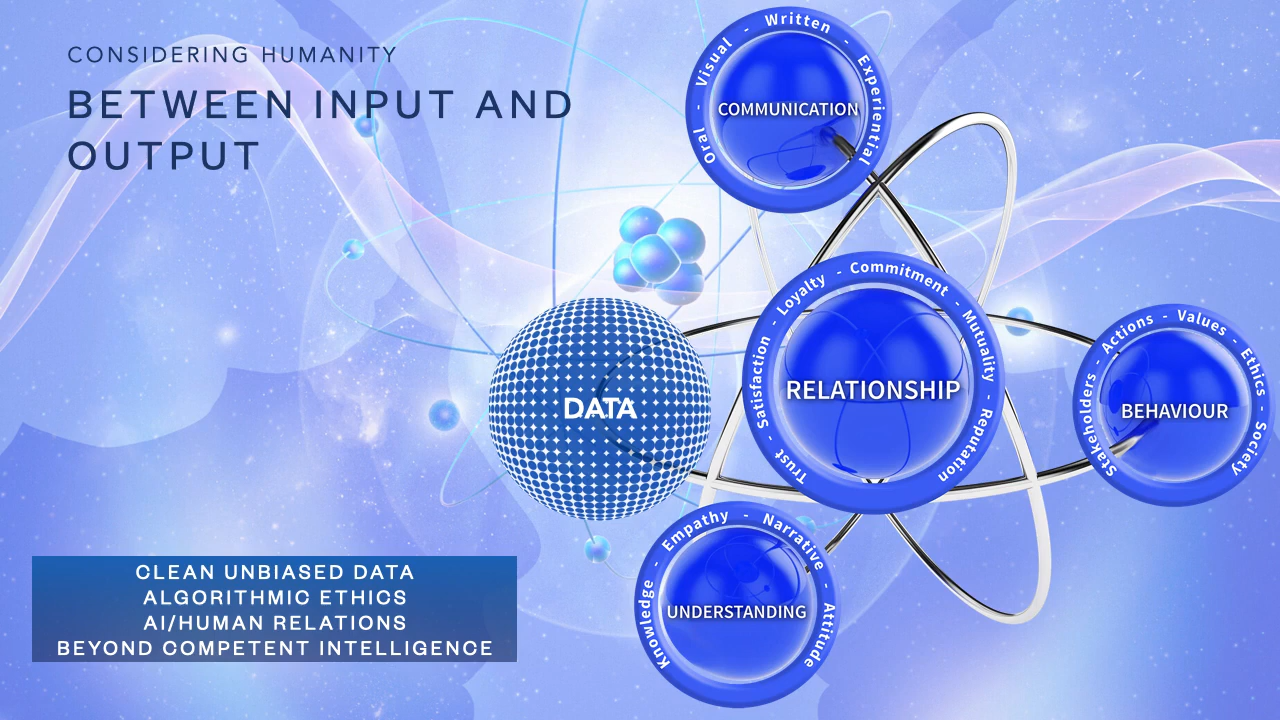 CONSIDERING HUMANITY
BETWEEN INPUT AND
OUTPUT
Oral - Visual - Written - Experiential
COMMUNICATION
Trust - Satisfaction - Loyalty - Commitment - Mutuality - Reputation
RELATIONSHIP
DATA
Stakeholders - Actions - Values - Ethics - Society
BEHAVIOUR
Knowledge - Empathy - Narrative - Attitude
UNDERSTANDING
CLEAN UNBIASED DATA
ALGORITHMIC ETHICS
AI/HUMAN RELATIONS
BEYOND COMPETENT INTELLIGENCE